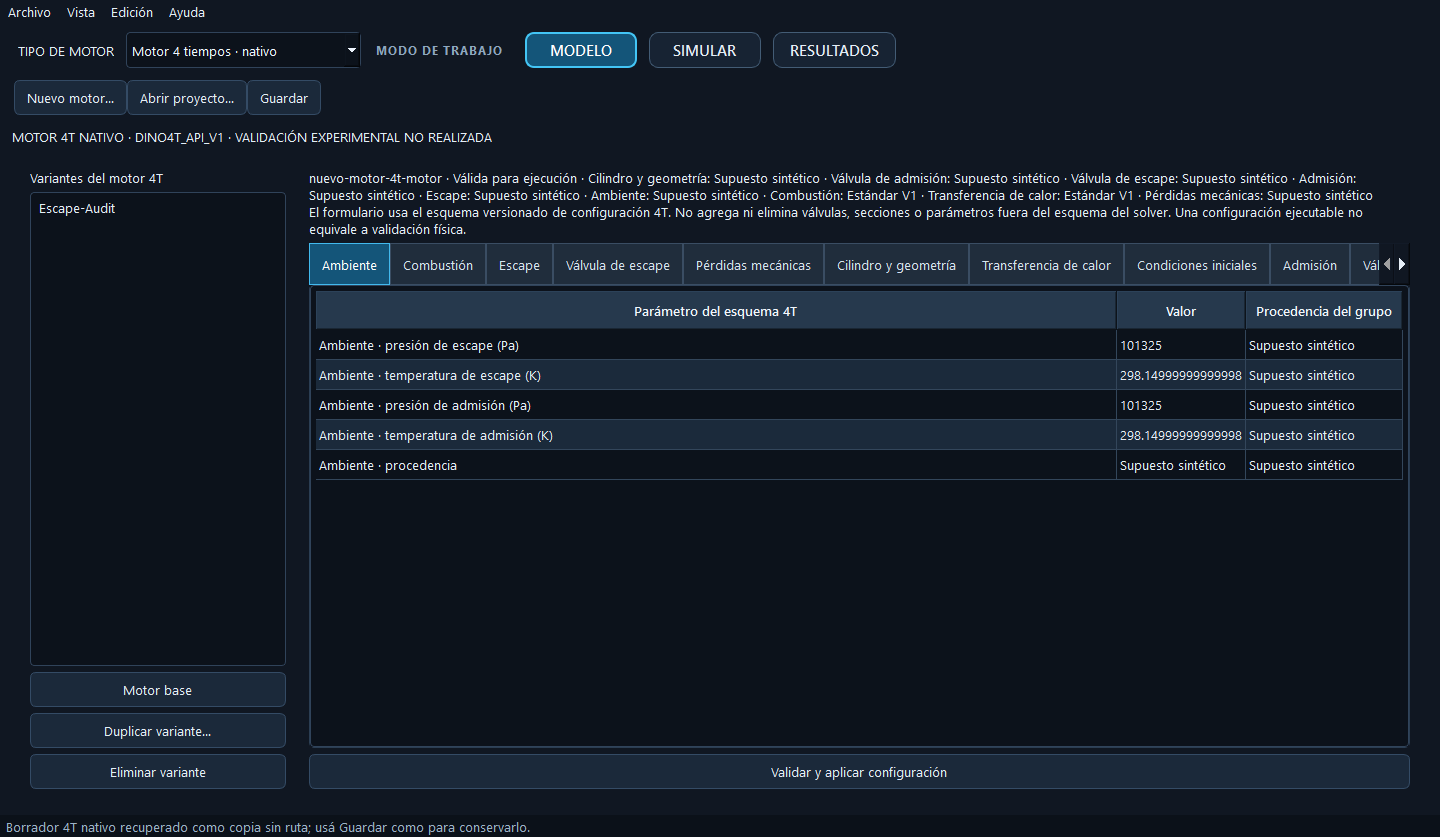 Archivo Vista Edición Ayuda
TIPO DE MOTOR Motor 4 tiempos · nativo MODO DE TRABAJO MODELO SIMULAR RESULTADOS
Nuevo motor... Abrir proyecto... Guardar
MOTOR 4T NATIVO · DINO4T_API_V1 · VALIDACIÓN EXPERIMENTAL NO REALIZADA
Variantes del motor 4T
Escape-Audit
Motor base
Duplicar variante...
Eliminar variante
nuevo-motor-4t-motor · Válida para ejecución · Cilindro y geometría: Supuesto sintético · Válvula de admisión: Supuesto sintético · Válvula de escape: Supuesto sintético · Admisión:
Supuesto sintético · Escape: Supuesto sintético · Ambiente: Supuesto sintético · Combustión: Estándar V1 · Transferencia de calor: Estándar V1 · Pérdidas mecánicas: Supuesto sintético
El formulario usa el esquema versionado de configuración 4T. No agrega ni elimina válvulas, secciones o parámetros fuera del esquema del solver. Una configuración ejecutable no
equivale a validación física.
Ambiente Combustión Escape Válvula de escape Pérdidas mecánicas Cilindro y geometría Transferencia de calor Condiciones iniciales Admisión Vál
Parámetro del esquema 4T Valor Procedencia del grupo
Ambiente · presión de escape (Pa) 101325 Supuesto sintético
Ambiente · temperatura de escape (K) 298.14999999999998 Supuesto sintético
Ambiente · presión de admisión (Pa) 101325 Supuesto sintético
Ambiente · temperatura de admisión (K) 298.14999999999998 Supuesto sintético
Ambiente · procedencia Supuesto sintético Supuesto sintético
Validar y aplicar configuración
Borrador 4T nativo recuperado como copia sin ruta; usá Guardar como para conservarlo.